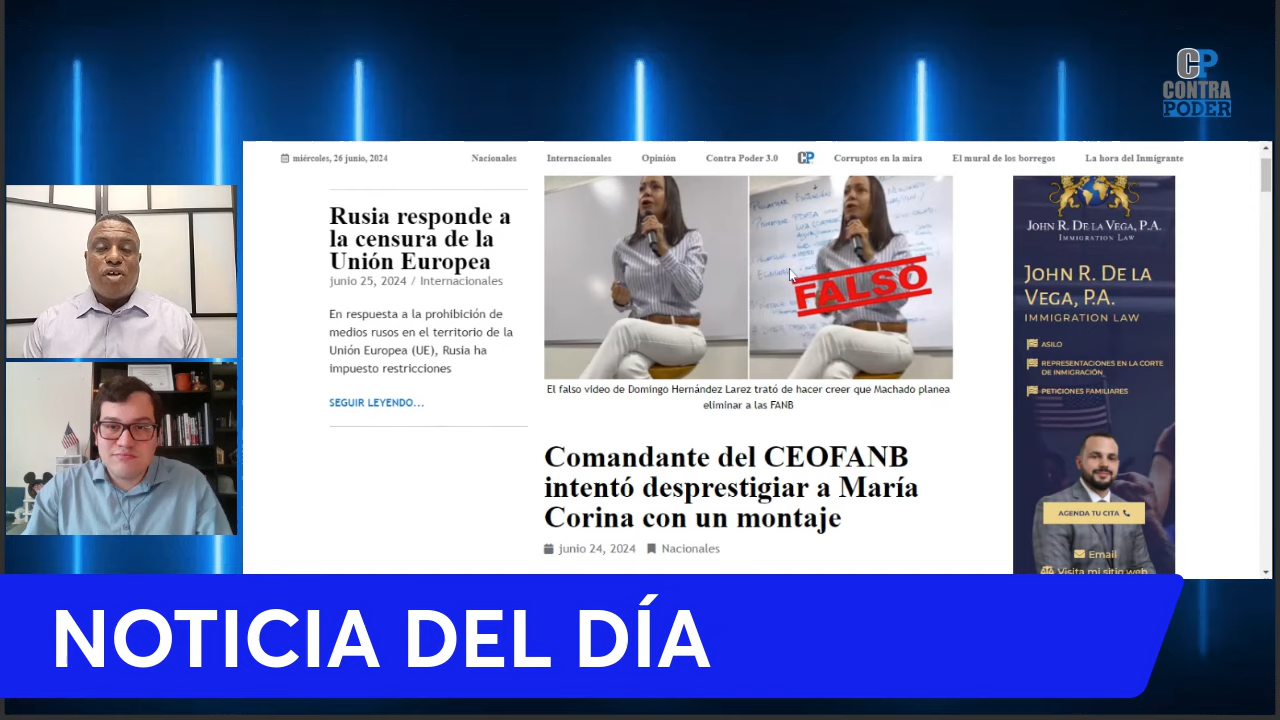 CP
CONTRA
PODER
miércoles, 26 junio, 2024
Nacionales
Internacionales
Opinión
Contra Poder 3.0
CP
Corruptos en la mira
El mural de los borregos
La hora del Inmigrante
Rusia responde a
la censura de la
Unión Europea
junio 25, 2024 / Internacionales
En respuesta a la prohibición de
medios rusos en el territorio de la
Unión Europea (UE), Rusia ha
impuesto restricciones
SEGUIR LEYENDO...
FALSO
El falso video de Domingo Hernández Larez trató de hacer creer que Machado planea
eliminar a las FANB
Comandante del CEOFANB
intentó desprestigiar a María
Corina con un montaje
junio 24, 2024 Nacionales
JOHN R. DE LA VEGA, P.A.
IMMIGRATION LAW
JOHN R. DE LA
VEGA, P.A.
IMMIGRATION LAW
ASILO
REPRESENTACIONES EN LA CORTE
DE INMIGRACIÓN
PETICIONES FAMILIARES
AGENDA TU CITA
Email
Visita mi sitio web
NOTICIA DEL DÍA